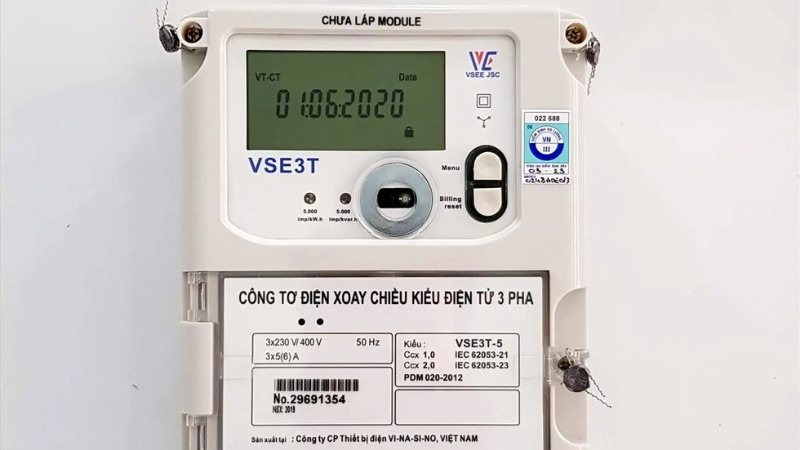 CHƯA LẮP MODULE
VT-CT
Date
01:06:2020
VSEE JSC
VSE3T
5.000
imp/kW.h
5.000
imp/kvar.h
Menu
Billing
reset
022 688
VN
III
03 - 23
CÔNG TƠ ĐIỆN XOAY CHIỀU KIỂU ĐIỆN TỬ 3 PHA
3x230 V/ 400 V 50 Hz
3x5(6) A
Kiểu : VSE3T-5
Ccx 1,0 IEC 62053-21
Ccx 2,0 IEC 62053-23
PDM 020-2012
No.29691354
NSX: 2019
Sản xuất tại : Công ty CP Thiết bị điện VI-NA-SI-NO, VIỆT NAM